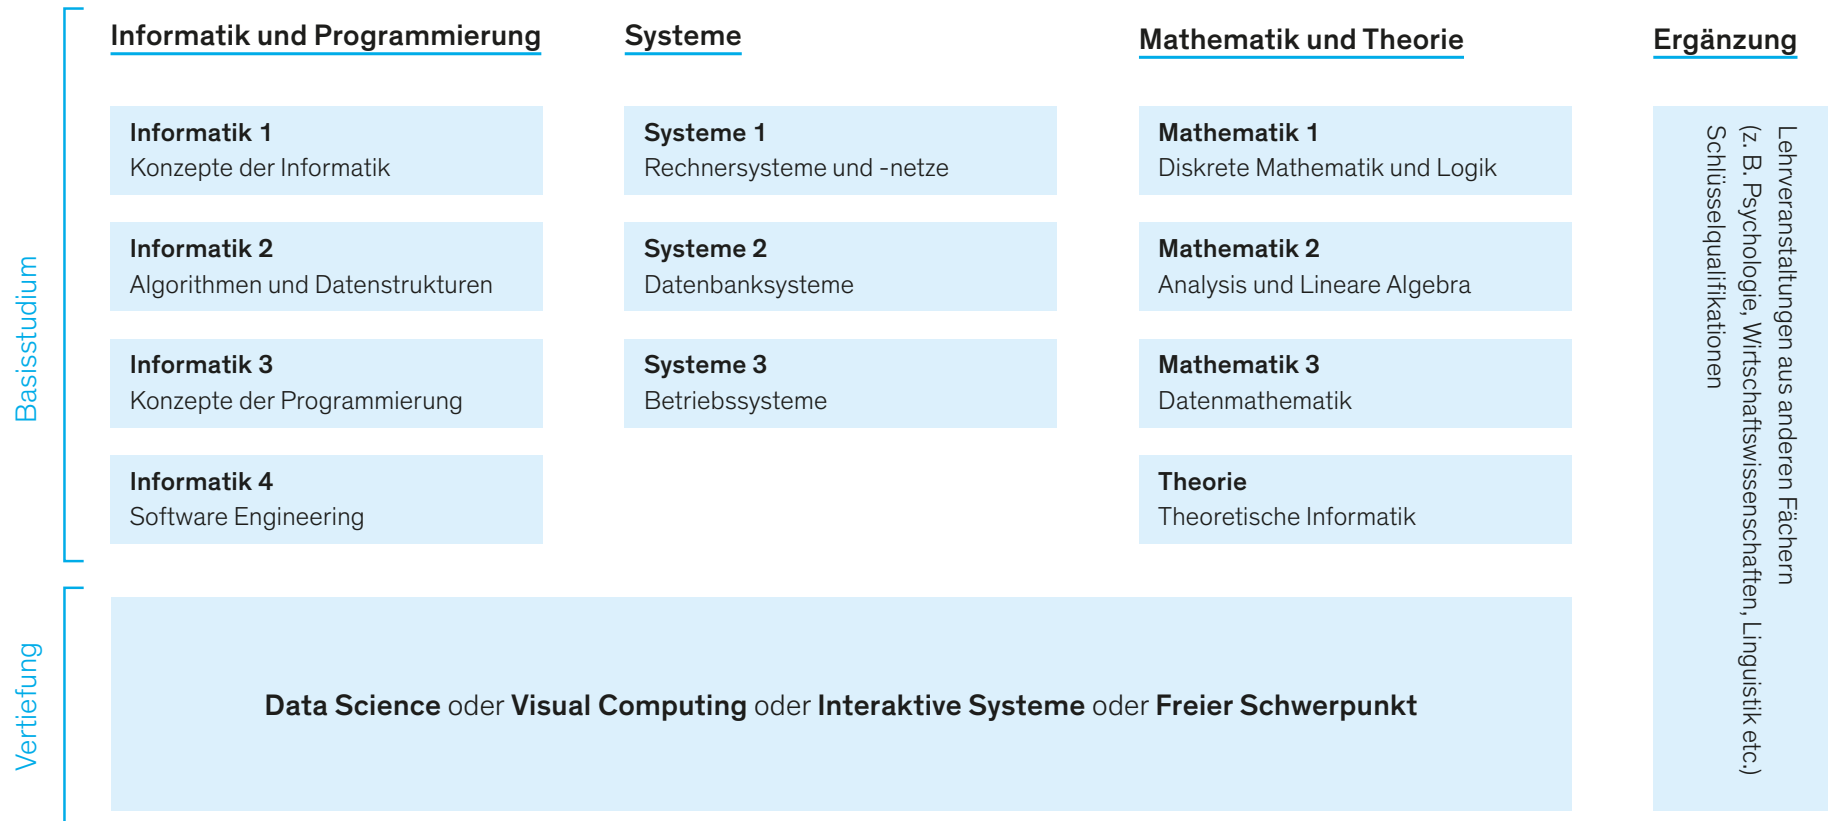 Basisstudium
Informatik und Programmierung
Informatik 1
Konzepte der Informatik
Informatik 2
Algorithmen und Datenstrukturen
Informatik 3
Konzepte der Programmierung
Informatik 4
Software Engineering
Systeme
Systeme 1
Rechnersysteme und -netze
Systeme 2
Datenbanksysteme
Systeme 3
Betriebssysteme
Mathematik und Theorie
Mathematik 1
Diskrete Mathematik und Logik
Mathematik 2
Analysis und Lineare Algebra
Mathematik 3
Datenmathematik
Theorie
Theoretische Informatik
Ergänzung
Lehrveranstaltungen aus anderen Fächern
(z. B. Psychologie, Wirtschaftswissenschaften, Linguistik etc.)
Schlüsselqualifikationen
Vertiefung
Data Science oder Visual Computing oder Interaktive Systeme oder Freier Schwerpunkt